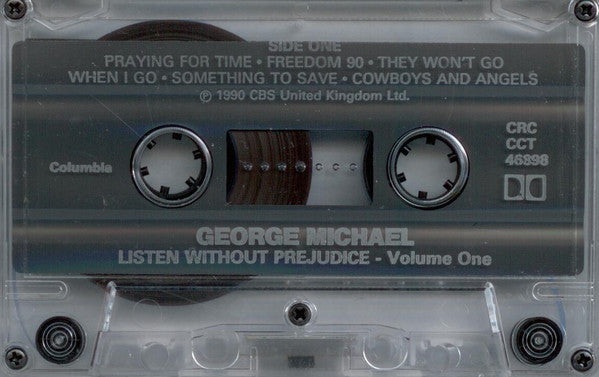 SIDE ONE
PRAYING FOR TIME • FREEDOM 90 • THEY WON'T GO
WHEN I GO • SOMETHING TO SAVE • COWBOYS AND ANGELS
℗ 1990 CBS United Kingdom Ltd.
Columbia
CRC
CCT
46898
GEORGE MICHAEL
LISTEN WITHOUT PREJUDICE - Volume One